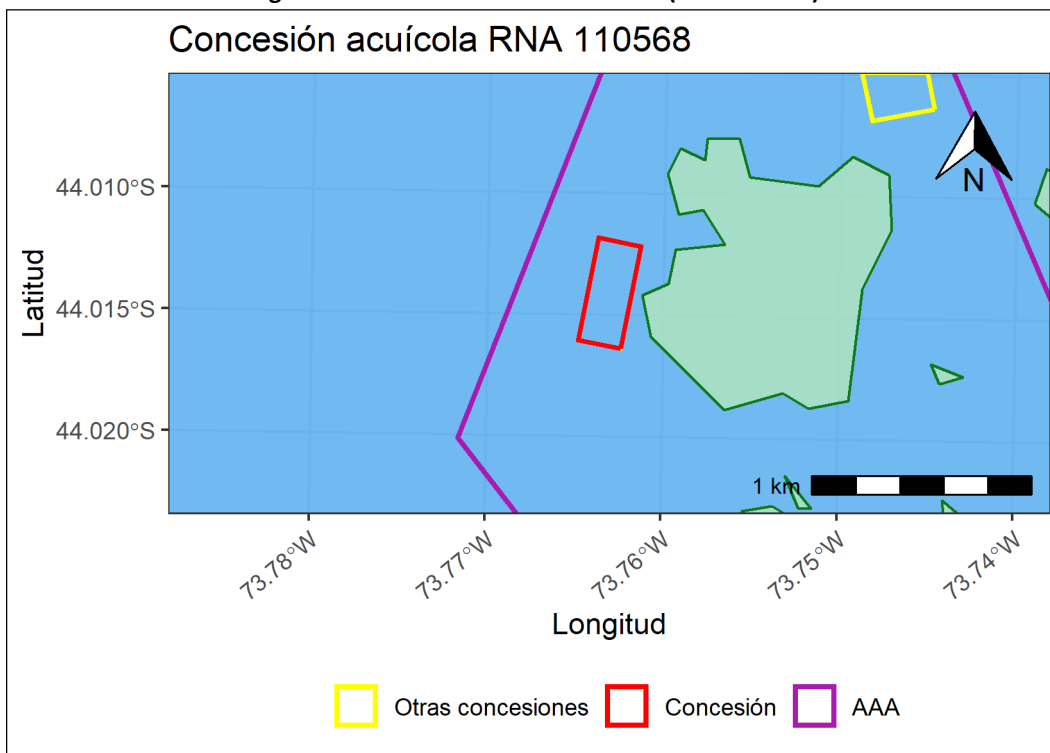 Concesión acuícola RNA 110568
N
44.010°S
44.015°S
44.020°S
Latitud
1 km
73.78°W
73.77°W
73.76°W
73.75°W
73.74°W
Longitud
Otras concesiones
Concesión
AAA